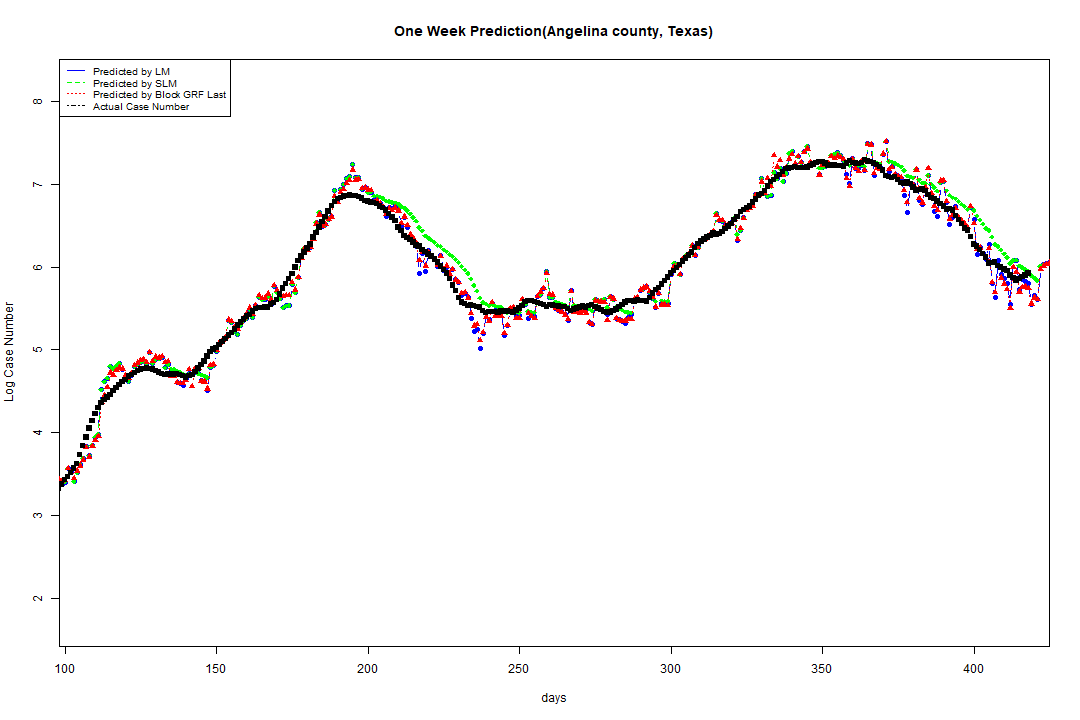 One Week Prediction(Angelina county, Texas)
Predicted by LM
Predicted by SLM
Predicted by Block GRF Last
Actual Case Number
8
7
6
5
4
3
2
Log Case Number
100 150 200 250 300 350 400
days